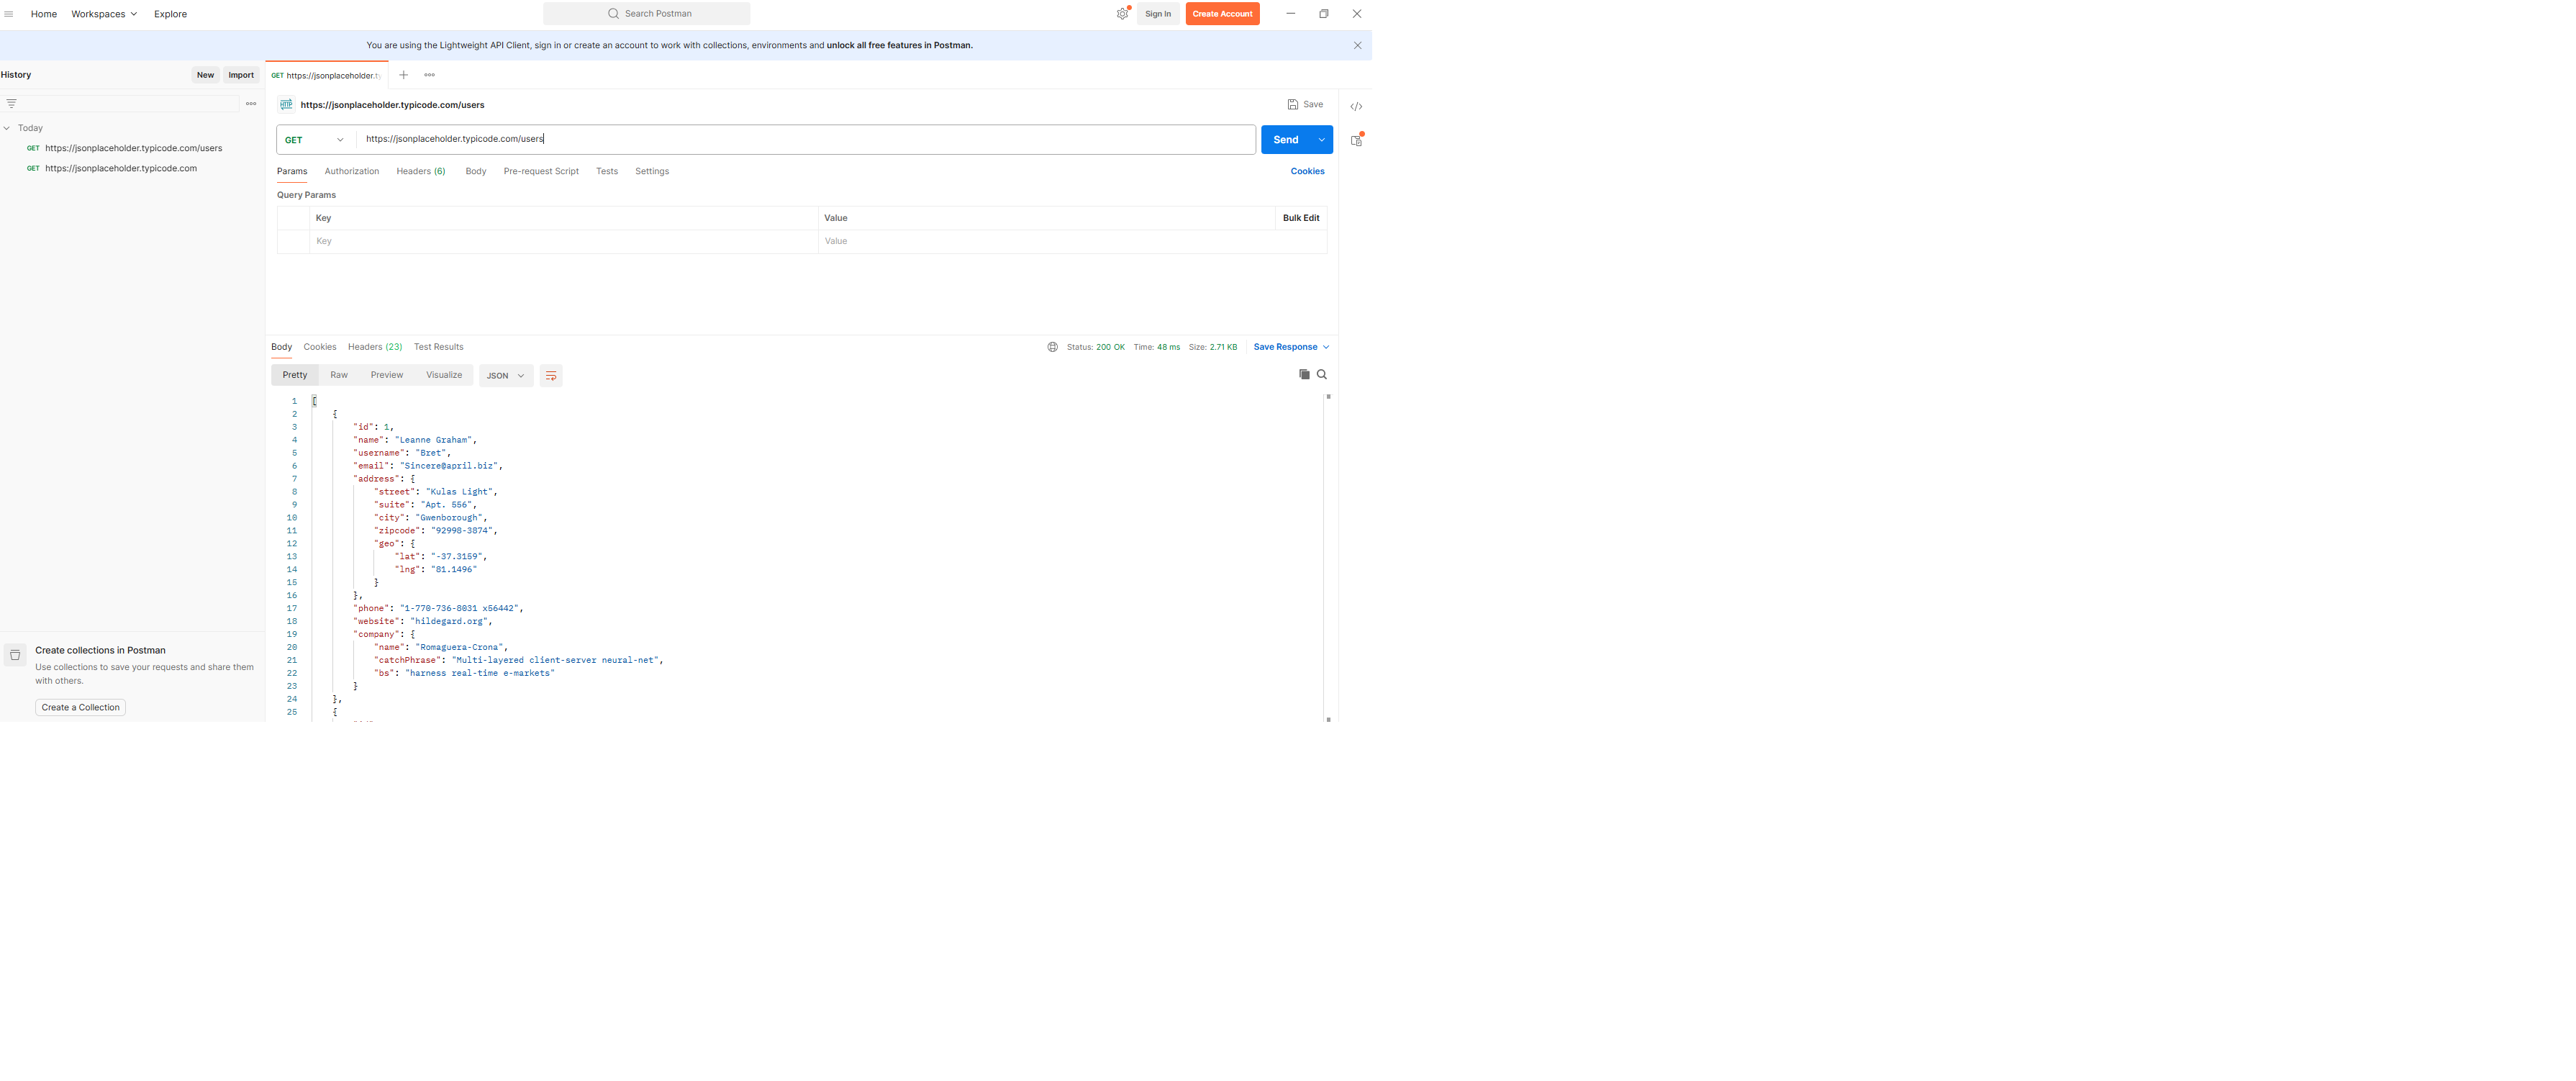 Home Workspaces Explore Search Postman Sign In Create Account
You are using the Lightweight API Client, sign in or create an account to work with collections, environments and unlock all free features in Postman.
History New Import
GET https://jsonplaceholder.ty
HTTP https://jsonplaceholder.typicode.com/users Save </>
Today
GET https://jsonplaceholder.typicode.com/users
GET https://jsonplaceholder.typicode.com
GET https://jsonplaceholder.typicode.com/users Send
Params Authorization Headers (6) Body Pre-request Script Tests Settings Cookies
Query Params
Key Value Bulk Edit
Key Value
Body Cookies Headers (23) Test Results Status: 200 OK Time: 48 ms Size: 2.71 KB Save Response
Pretty Raw Preview Visualize JSON
1 [
2 {
3 "id": 1,
4 "name": "Leanne Graham",
5 "username": "Bret",
6 "email": "Sincere@april.biz",
7 "address": {
8 "street": "Kulas Light",
9 "suite": "Apt. 556",
10 "city": "Gwenborough",
11 "zipcode": "92998-3874",
12 "geo": {
13 "lat": "-37.3159",
14 "lng": "81.1496"
15 }
16 },
17 "phone": "1-770-736-8031 x56442",
18 "website": "hildegard.org",
19 "company": {
20 "name": "Romaguera-Crona",
21 "catchPhrase": "Multi-layered client-server neural-net",
22 "bs": "harness real-time e-markets"
23 }
24 },
25 {
Create collections in Postman
Use collections to save your requests and share them
with others.
Create a Collection